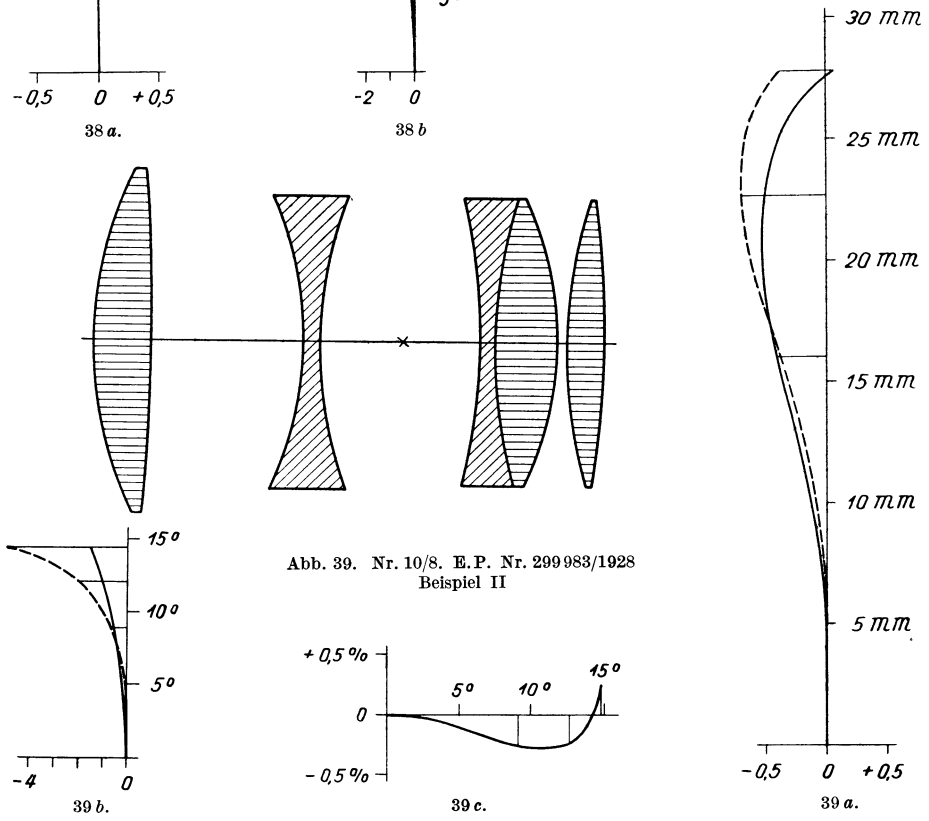 -0,5 0 +0,5
38 a.
-2 0
38 b
30 mm
25 mm
20 mm
15 mm
10 mm
5 mm
-0,5 0 +0,5
39 a.
Abb. 39. Nr. 10/8. E.P. Nr. 299983/1928
Beispiel II
15°
10°
5°
-4 0
39 b.
+ 0,5 %
0
- 0,5 %
5° 10° 15°
39 c.